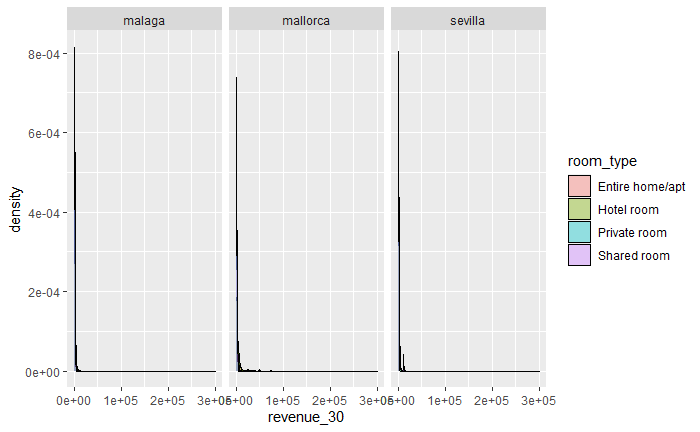 malaga mallorca sevilla
8e-04
6e-04
4e-04
2e-04
0e+00
density
0e+00 1e+05 2e+05 3e+05 0e+00 1e+05 2e+05 3e+05 0e+00 1e+05 2e+05 3e+05
revenue_30
room_type
Entire home/apt
Hotel room
Private room
Shared room